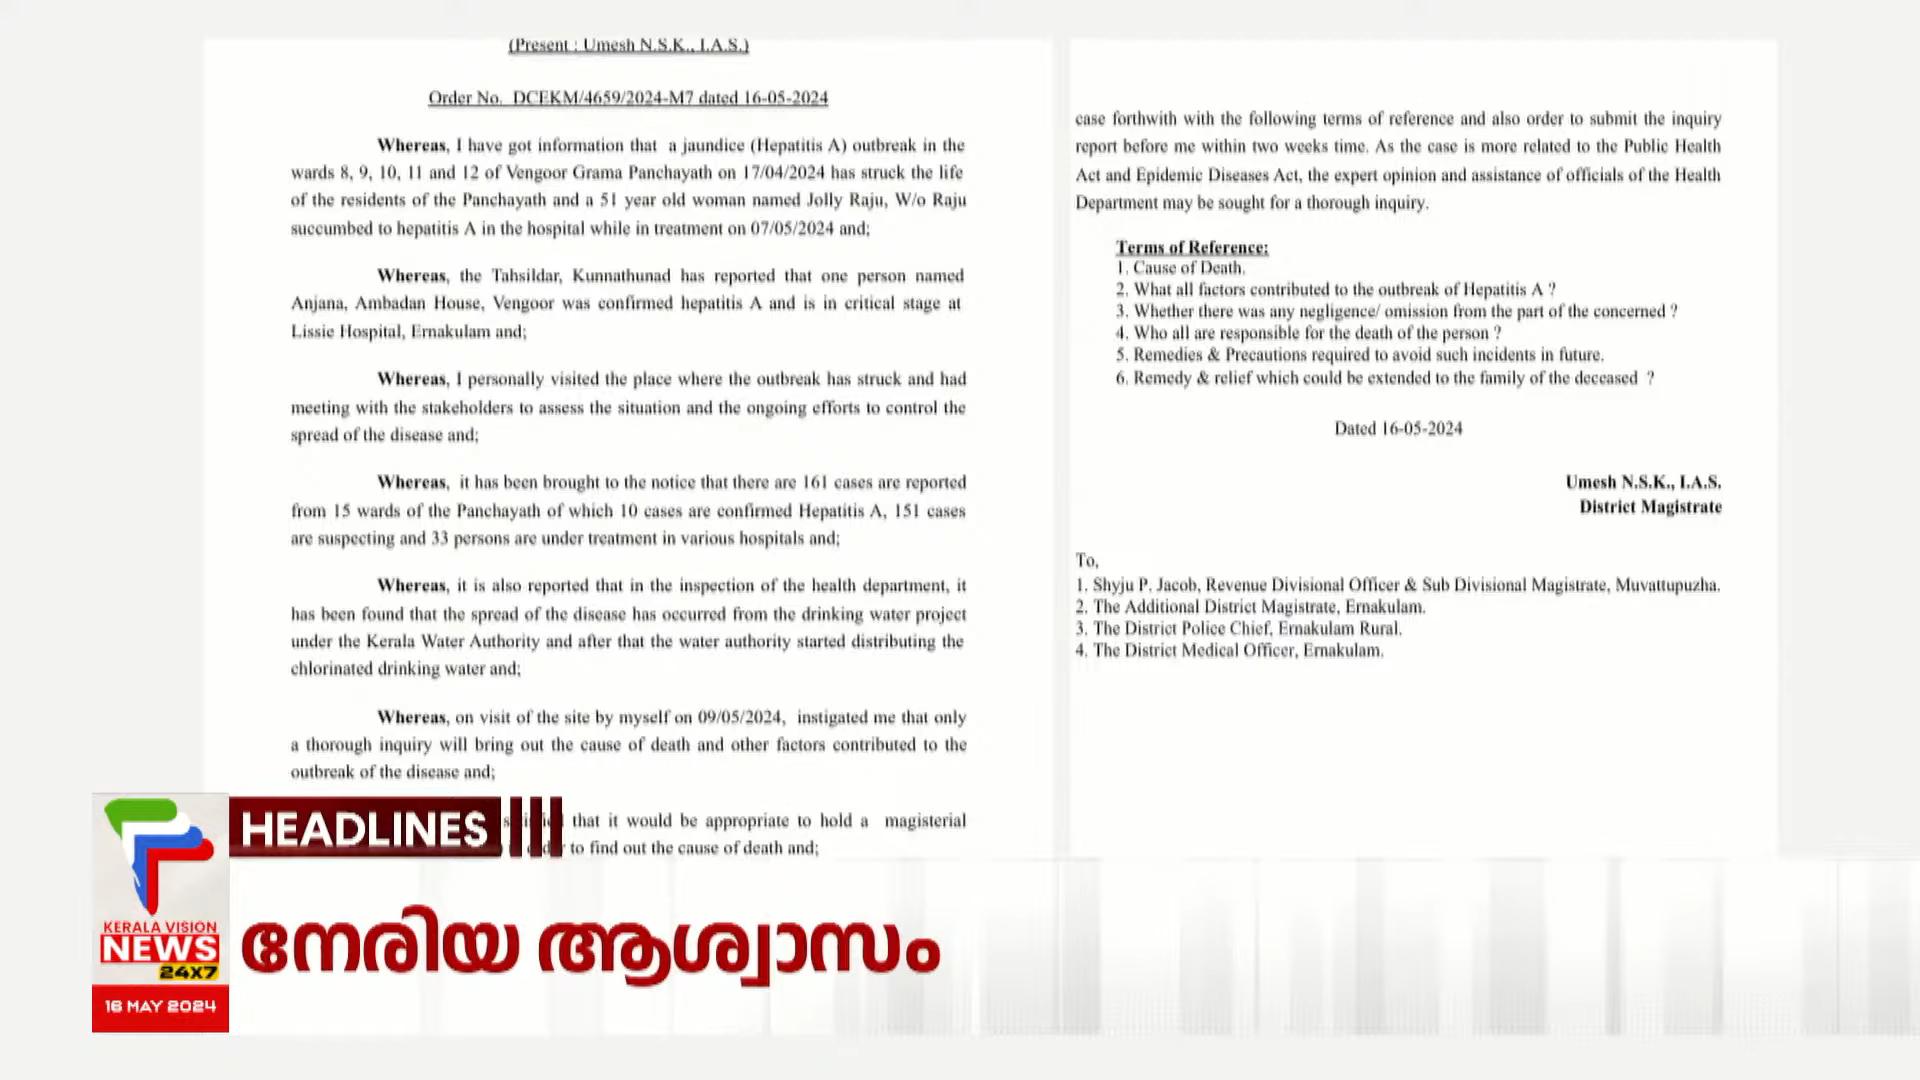 (Present : Umesh N.S.K., I.A.S.)
Order No. DCEKM/4659/2024-M7 dated 16-05-2024
Whereas, I have got information that a jaundice (Hepatitis A) outbreak in the
wards 8, 9, 10, 11 and 12 of Vengoor Grama Panchayath on 17/04/2024 has struck the life
of the residents of the Panchayath and a 51 year old woman named Jolly Raju, W/o Raju
succumbed to hepatitis A in the hospital while in treatment on 07/05/2024 and;
Whereas, the Tahsildar, Kunnathunad has reported that one person named
Anjana, Ambadan House, Vengoor was confirmed hepatitis A and is in critical stage at
Lissie Hospital, Ernakulam and;
Whereas, I personally visited the place where the outbreak has struck and had
meeting with the stakeholders to assess the situation and the ongoing efforts to control the
spread of the disease and;
Whereas, it has been brought to the notice that there are 161 cases are reported
from 15 wards of the Panchayath of which 10 cases are confirmed Hepatitis A, 151 cases
are suspecting and 33 persons are under treatment in various hospitals and;
Whereas, it is also reported that in the inspection of the health department, it
has been found that the spread of the disease has occurred from the drinking water project
under the Kerala Water Authority and after that the water authority started distributing the
chlorinated drinking water and;
Whereas, on visit of the site by myself on 09/05/2024, instigated me that only
a thorough inquiry will bring out the cause of death and other factors contributed to the
outbreak of the disease and;
that it would be appropriate to hold a magisterial
to find out the cause of death and;
case forthwith with the following terms of reference and also order to submit the inquiry
report before me within two weeks time. As the case is more related to the Public Health
Act and Epidemic Diseases Act, the expert opinion and assistance of officials of the Health
Department may be sought for a thorough inquiry.
Terms of Reference:
1. Cause of Death.
2. What all factors contributed to the outbreak of Hepatitis A ?
3. Whether there was any negligence/ omission from the part of the concerned ?
4. Who all are responsible for the death of the person ?
5. Remedies & Precautions required to avoid such incidents in future.
6. Remedy & relief which could be extended to the family of the deceased ?
Dated 16-05-2024
Umesh N.S.K., I.A.S.
District Magistrate
To,
1. Shyju P. Jacob, Revenue Divisional Officer & Sub Divisional Magistrate, Muvattupuzha.
2. The Additional District Magistrate, Ernakulam.
3. The District Police Chief, Ernakulam Rural.
4. The District Medical Officer, Ernakulam.
HEADLINES
നേരിയ ആശ്വാസം
KERALA VISION
NEWS
24X7
16 MAY 2024